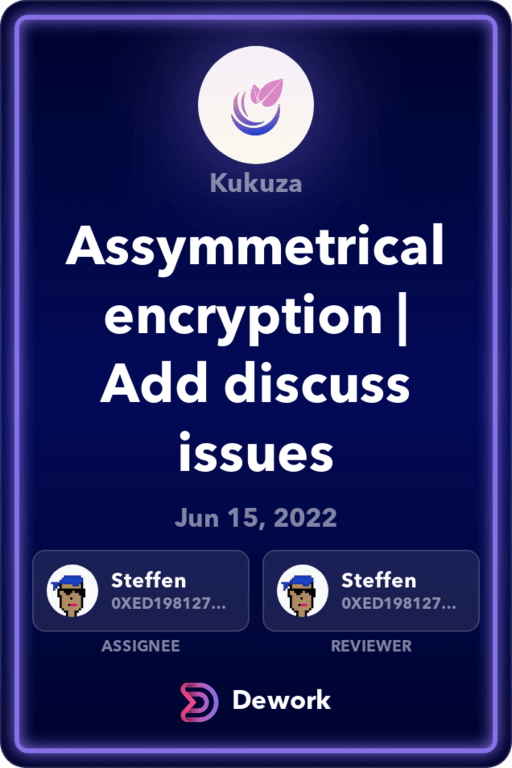 Kukuza
Assymmetrical
encryption |
Add discuss
issues
Jun 15, 2022
Steffen
0XED198127...
ASSIGNEE
Steffen
0XED198127...
REVIEWER
Dework